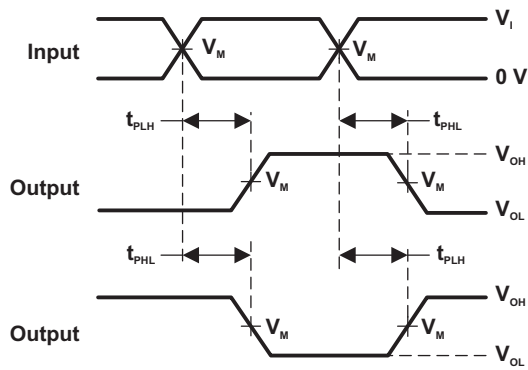 V_I
Input V_M V_M
0 V
t_PLH t_PHL
V_OH
Output V_M V_M
V_OL
t_PHL t_PLH
V_OH
Output V_M V_M
V_OL